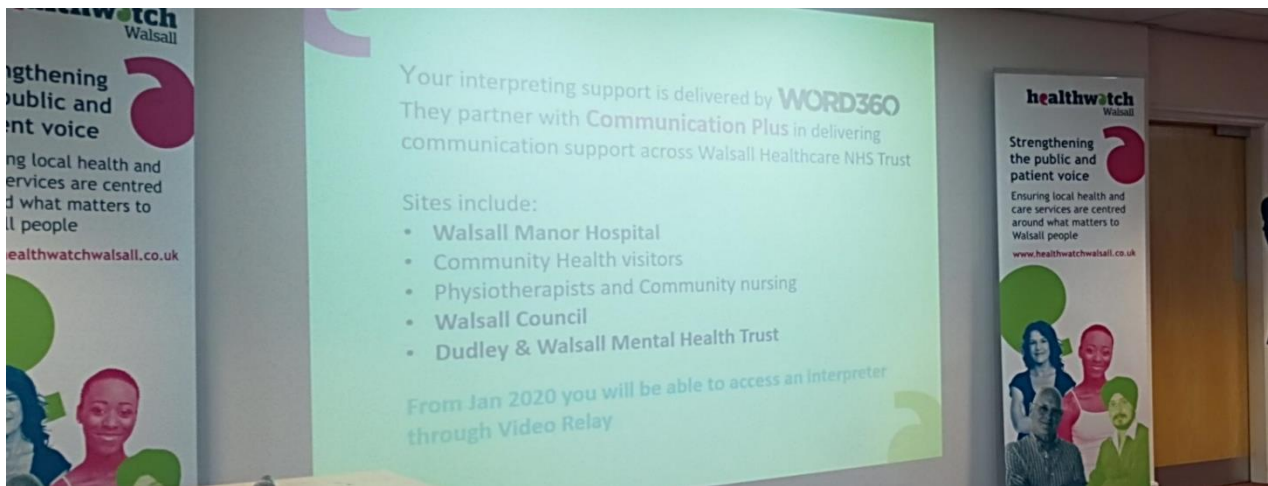 healthwatch
Walsall
ngthening
public and
ent voice
ng local health and
ervices are centred
d what matters to
ll people
ealthwatchwalsall.co.uk
Your interpreting support is delivered by WORD360
They partner with Communication Plus in delivering
communication support across Walsall Healthcare NHS Trust
Sites include:
• Walsall Manor Hospital
• Community Health visitors
• Physiotherapists and Community nursing
• Walsall Council
• Dudley & Walsall Mental Health Trust
From Jan 2020 you will be able to access an interpreter
through Video Relay
healthwatch
Walsall
Strengthening
the public and
patient voice
Ensuring local health and
care services are centred
around what matters to
Walsall people
www.healthwatchwalsall.co.uk